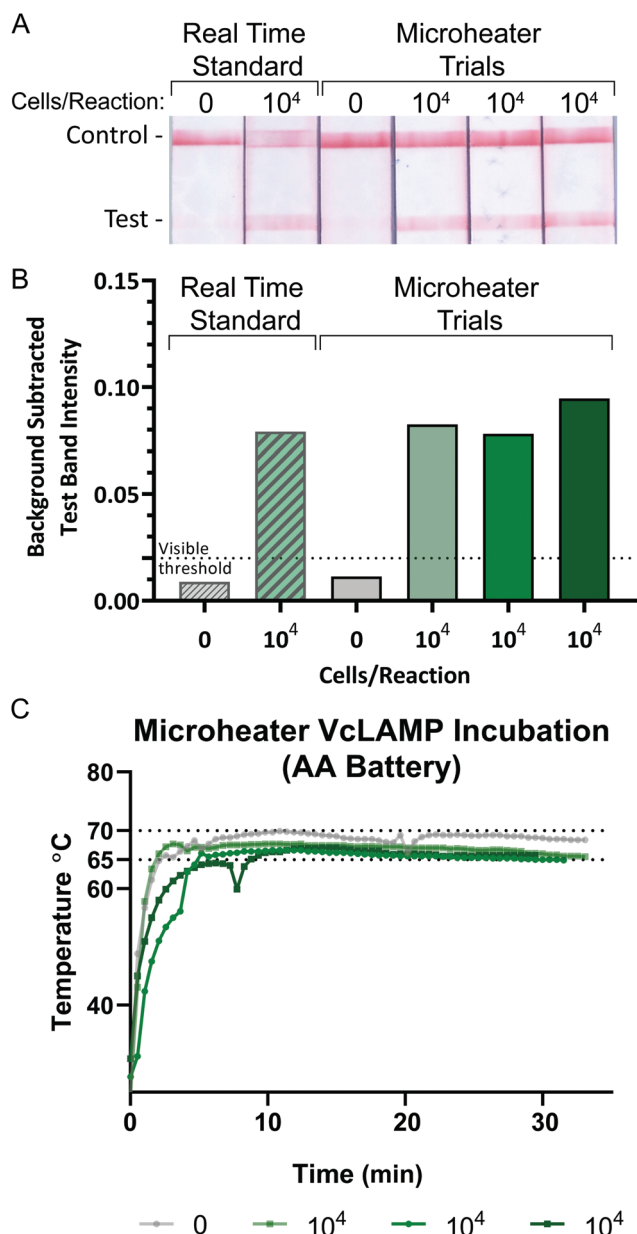 A
Real Time
Standard
Microheater
Trials
Cells/Reaction: 0 10⁴ 0 10⁴ 10⁴ 10⁴
Control -
Test -
B
Real Time
Standard
Microheater
Trials
Background Subtracted
Test Band Intensity
0.15
0.10
0.05
0.00
Visible
threshold
0 10⁴ 0 10⁴ 10⁴ 10⁴
Cells/Reaction
C
Microheater VcLAMP Incubation
(AA Battery)
Temperature °C
80
70
65
60
40
0 10 20 30
Time (min)
0 10⁴ 10⁴ 10⁴